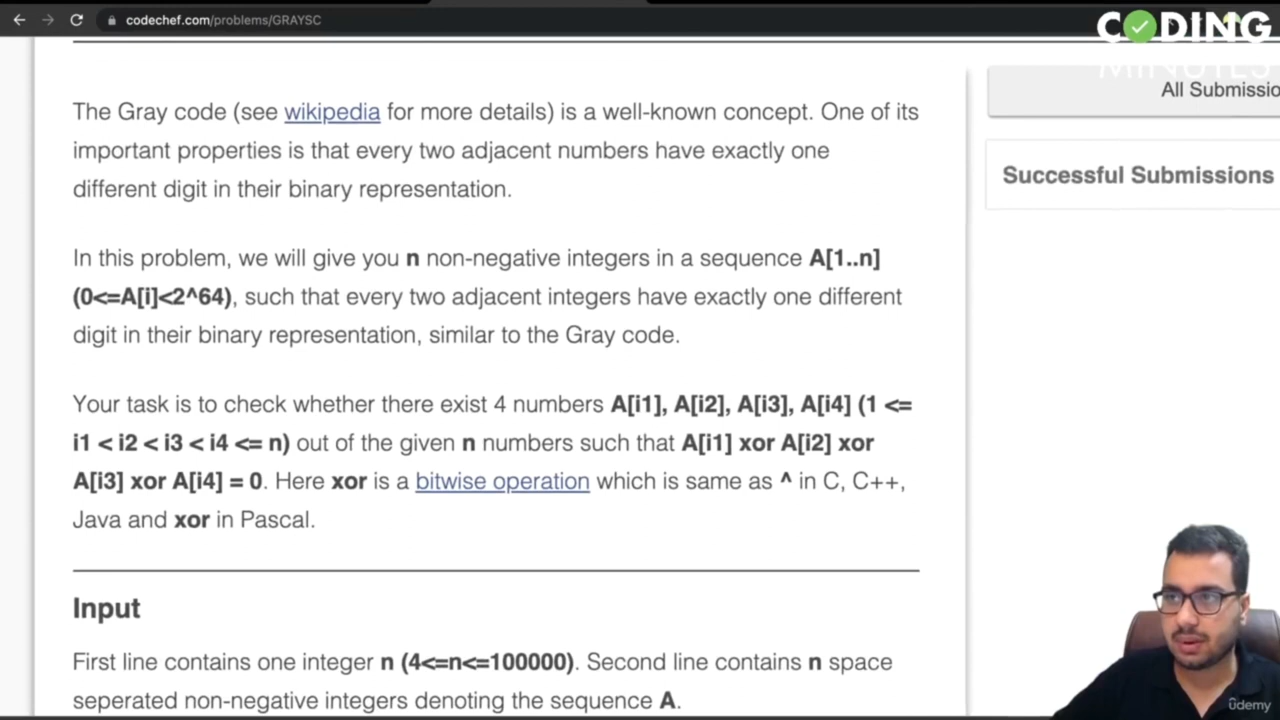 codechef.com/problems/GRAYSC
CODING
MINUTES
All Submissio
The Gray code (see wikipedia for more details) is a well-known concept. One of its
important properties is that every two adjacent numbers have exactly one
different digit in their binary representation.
Successful Submissions
In this problem, we will give you n non-negative integers in a sequence A[1..n]
(0<=A[i]<2^64), such that every two adjacent integers have exactly one different
digit in their binary representation, similar to the Gray code.
Your task is to check whether there exist 4 numbers A[i1], A[i2], A[i3], A[i4] (1 <=
i1 < i2 < i3 < i4 <= n) out of the given n numbers such that A[i1] xor A[i2] xor
A[i3] xor A[i4] = 0. Here xor is a bitwise operation which is same as ^ in C, C++,
Java and xor in Pascal.
Input
First line contains one integer n (4<=n<=100000). Second line contains n space
seperated non-negative integers denoting the sequence A.
ûdemy